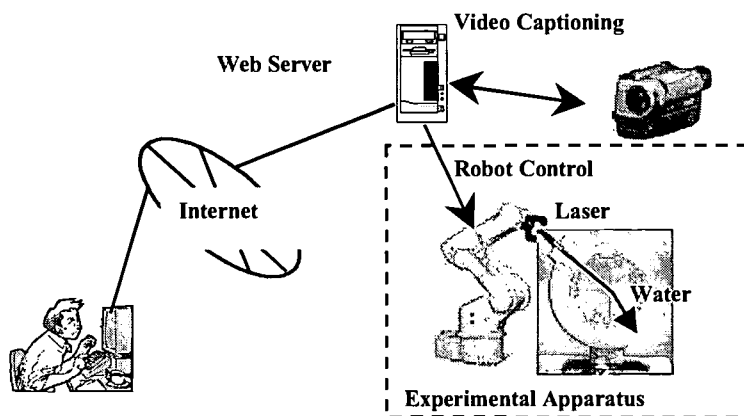 Video Captioning
Web Server
Robot Control
Internet
Laser
Water
Experimental Apparatus